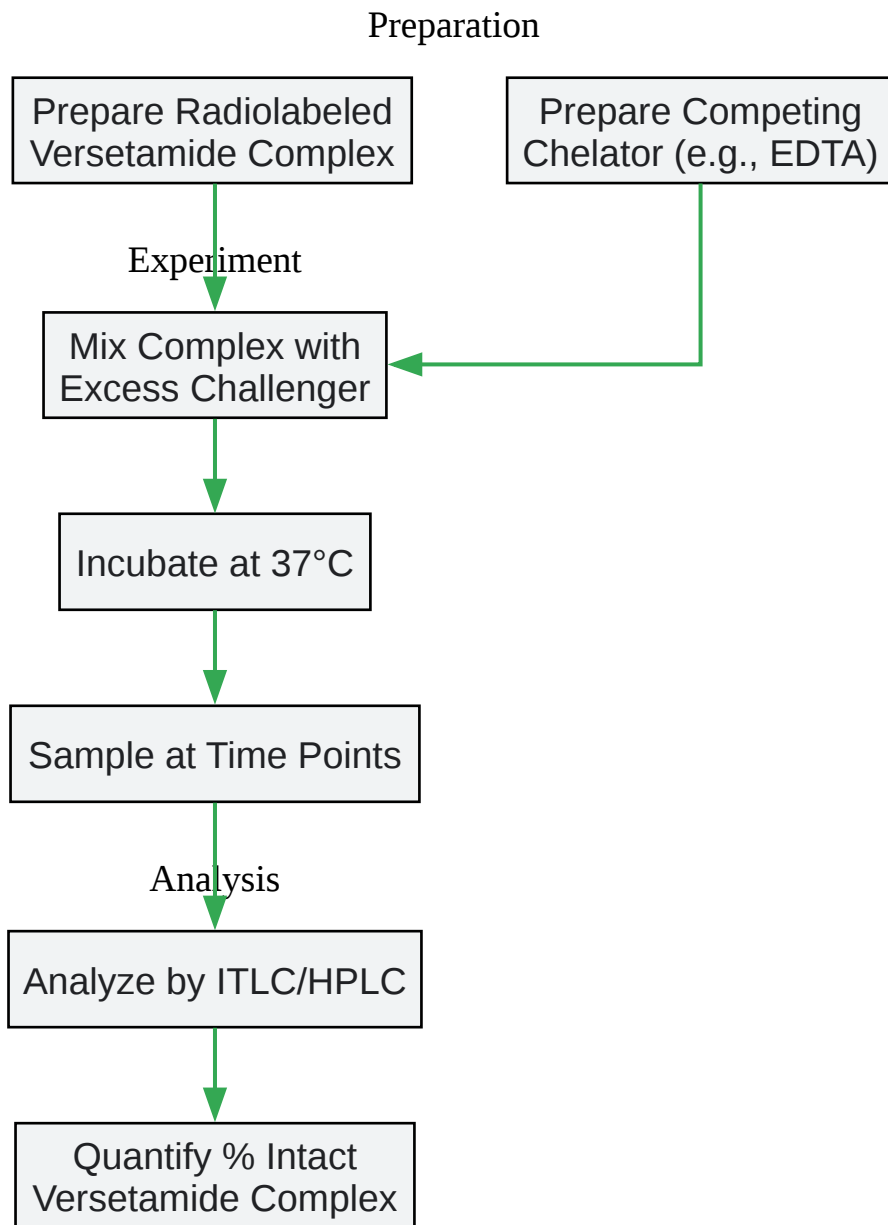 Preparation
Prepare Radiolabeled
Versetamide Complex
Prepare Competing
Chelator (e.g., EDTA)
Experiment
Mix Complex with
Excess Challenger
Incubate at 37°C
Sample at Time Points
Analysis
Analyze by ITLC/HPLC
Quantify % Intact
Versetamide Complex